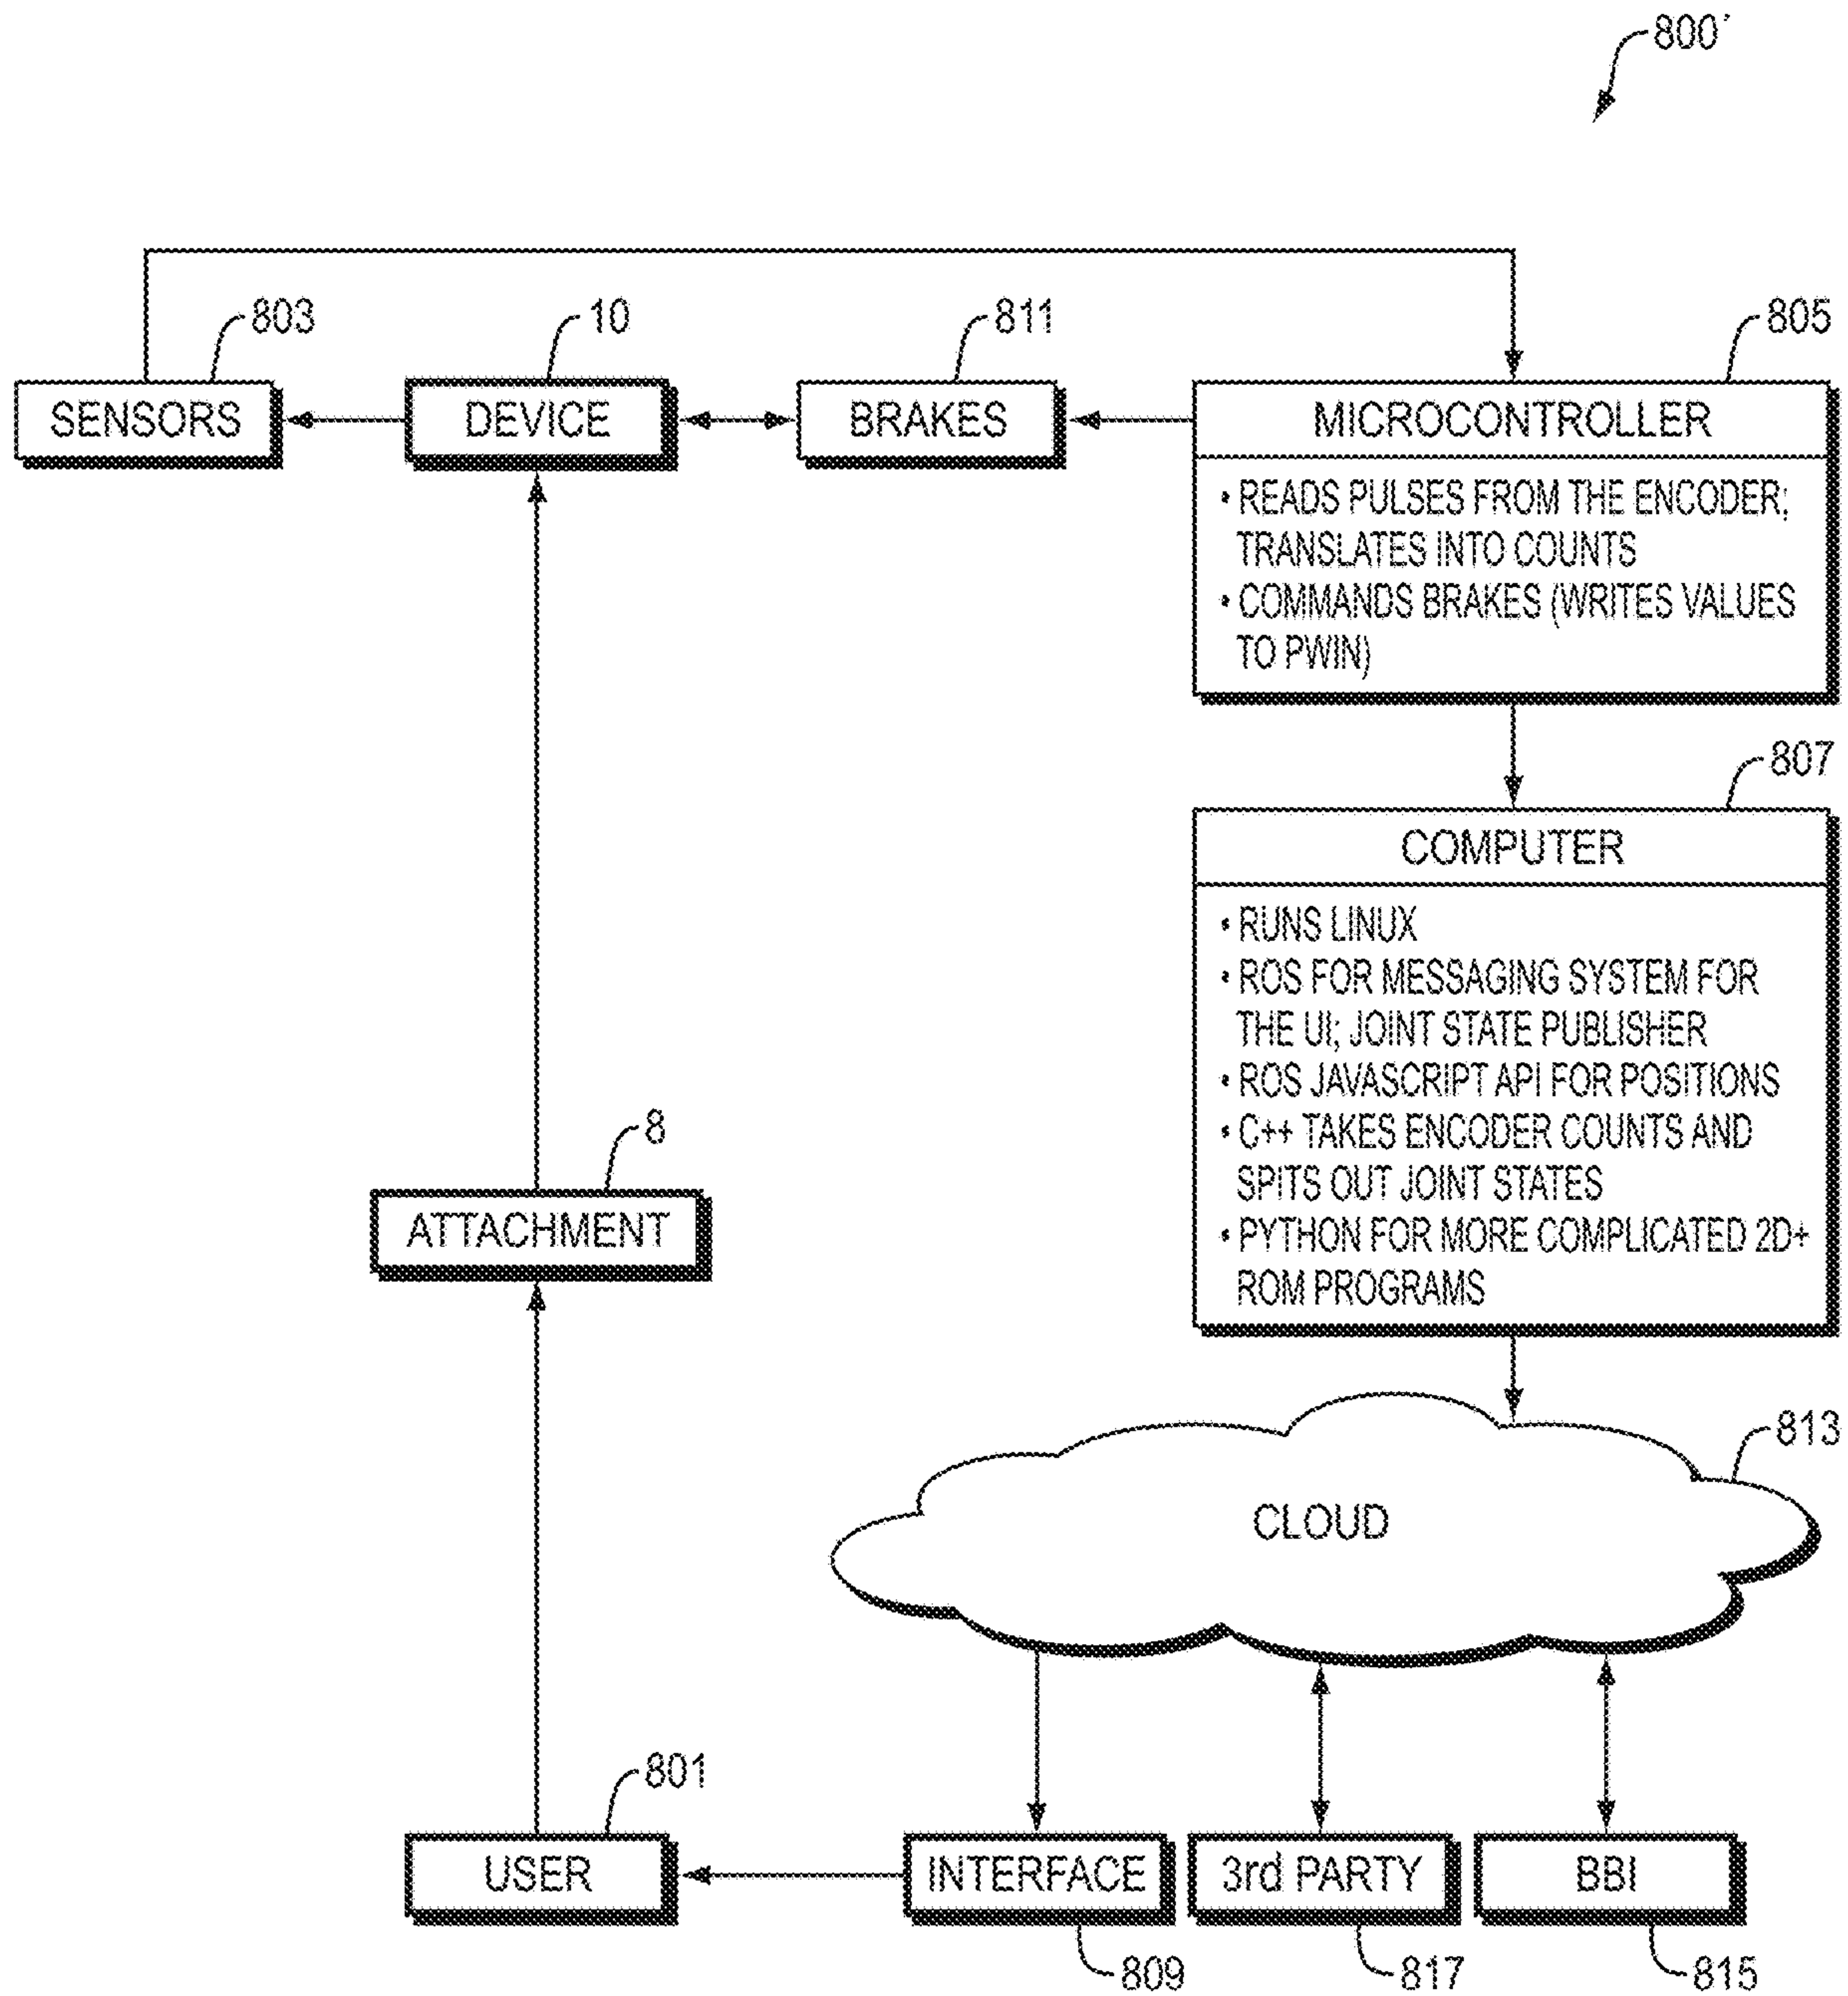 800'
803
10
811
805
SENSORS
DEVICE
BRAKES
MICROCONTROLLER
• READS PULSES FROM THE ENCODER;
TRANSLATES INTO COUNTS
• COMMANDS BRAKES (WRITES VALUES
TO PWIN)
807
COMPUTER
• RUNS LINUX
• ROS FOR MESSAGING SYSTEM FOR
THE UI; JOINT STATE PUBLISHER
• ROS JAVASCRIPT API FOR POSITIONS
• C++ TAKES ENCODER COUNTS AND
SPITS OUT JOINT STATES
• PYTHON FOR MORE COMPLICATED 2D+
ROM PROGRAMS
8
ATTACHMENT
813
CLOUD
801
USER
INTERFACE
3rd PARTY
BBI
809
817
815